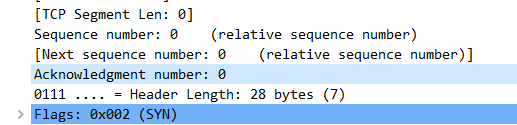 [TCP Segment Len: 0]
Sequence number: 0    (relative sequence number)
[Next sequence number: 0    (relative sequence number)]
Acknowledgment number: 0
0111 .... = Header Length: 28 bytes (7)
Flags: 0x002 (SYN)